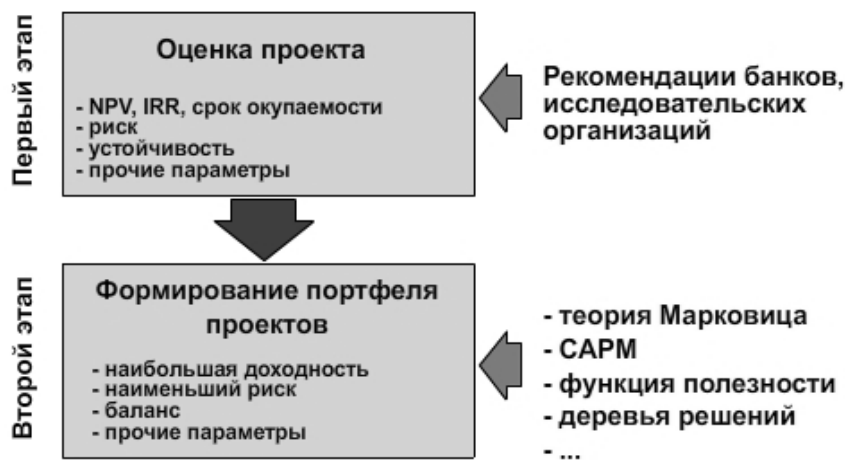 Первый этап
Оценка проекта
- NPV, IRR, срок окупаемости
- риск
- устойчивость
- прочие параметры
Рекомендации банков,
исследовательских
организаций
Второй этап
Формирование портфеля
проектов
- наибольшая доходность
- наименьший риск
- баланс
- прочие параметры
- теория Марковица
- CAPM
- функция полезности
- деревья решений
- ...